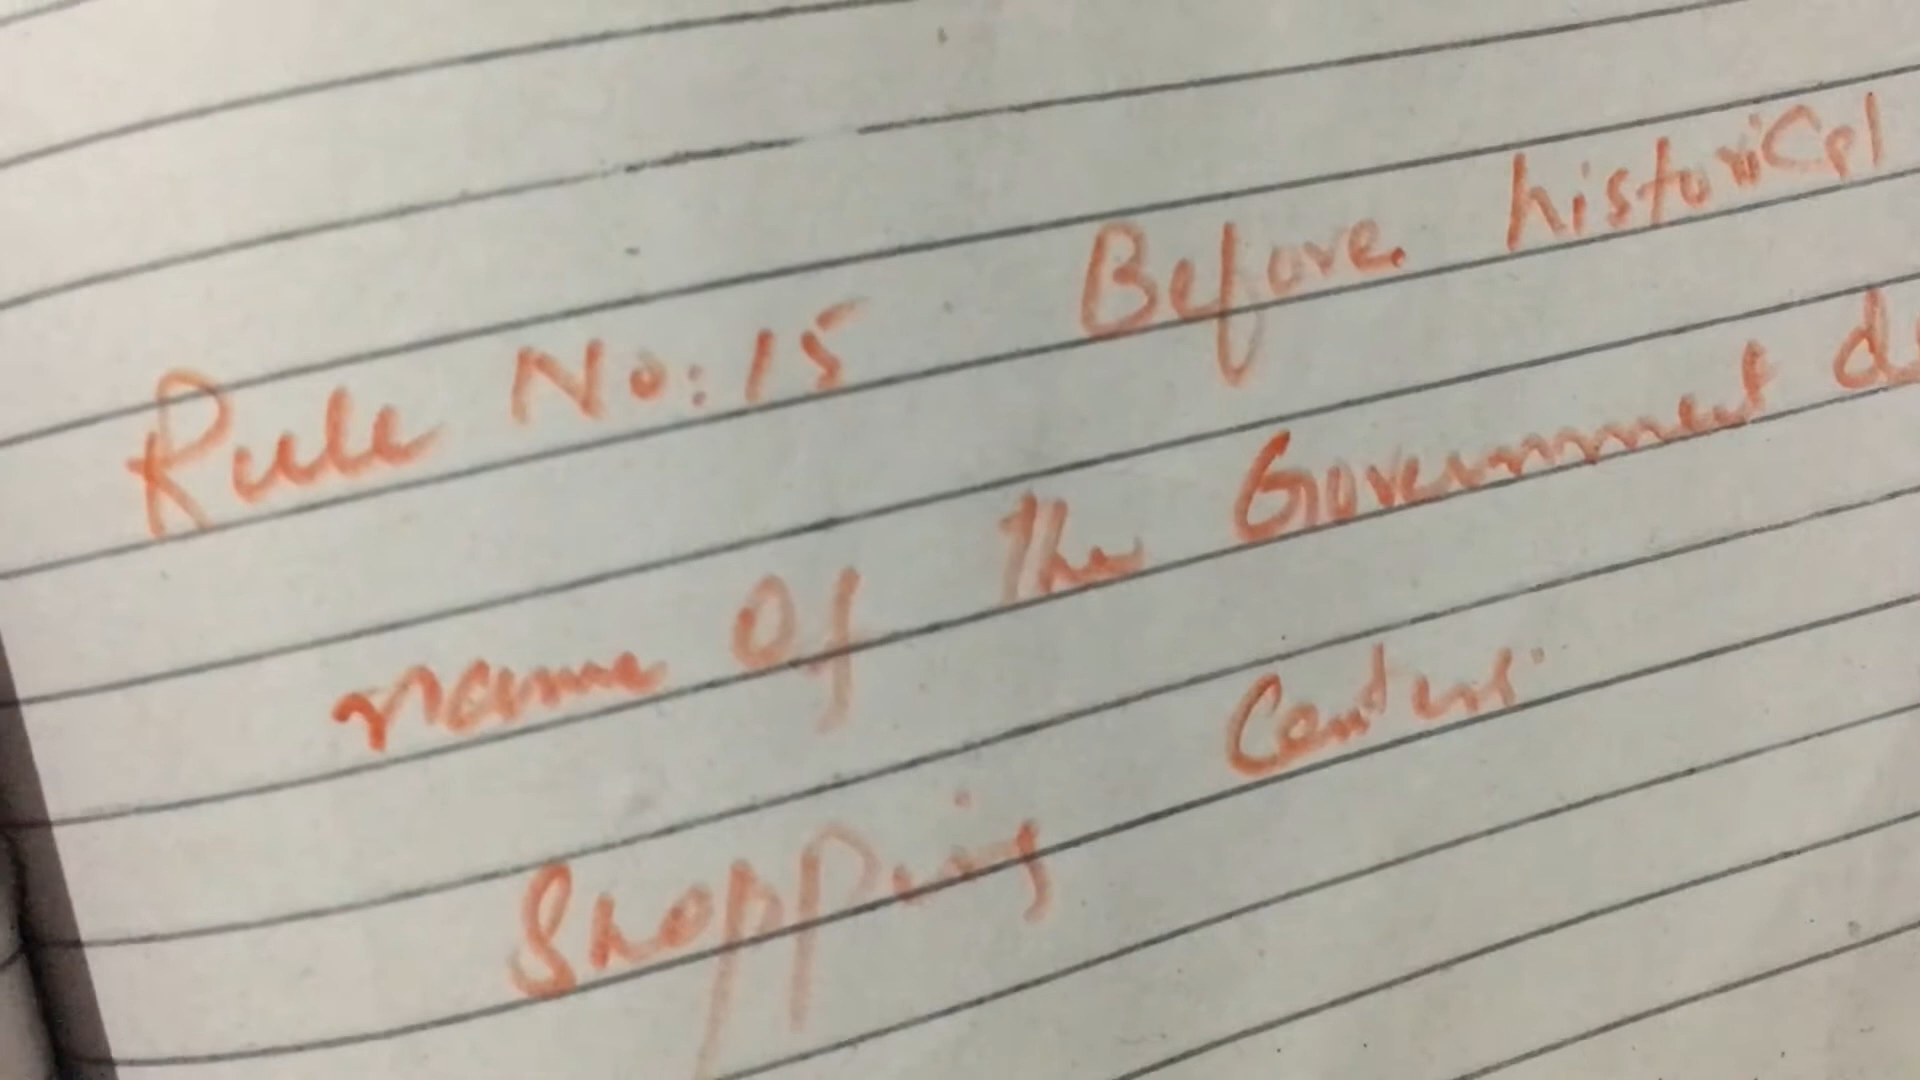 Rule No: 15 Before historical
name Of the Government
Shopping Centers.